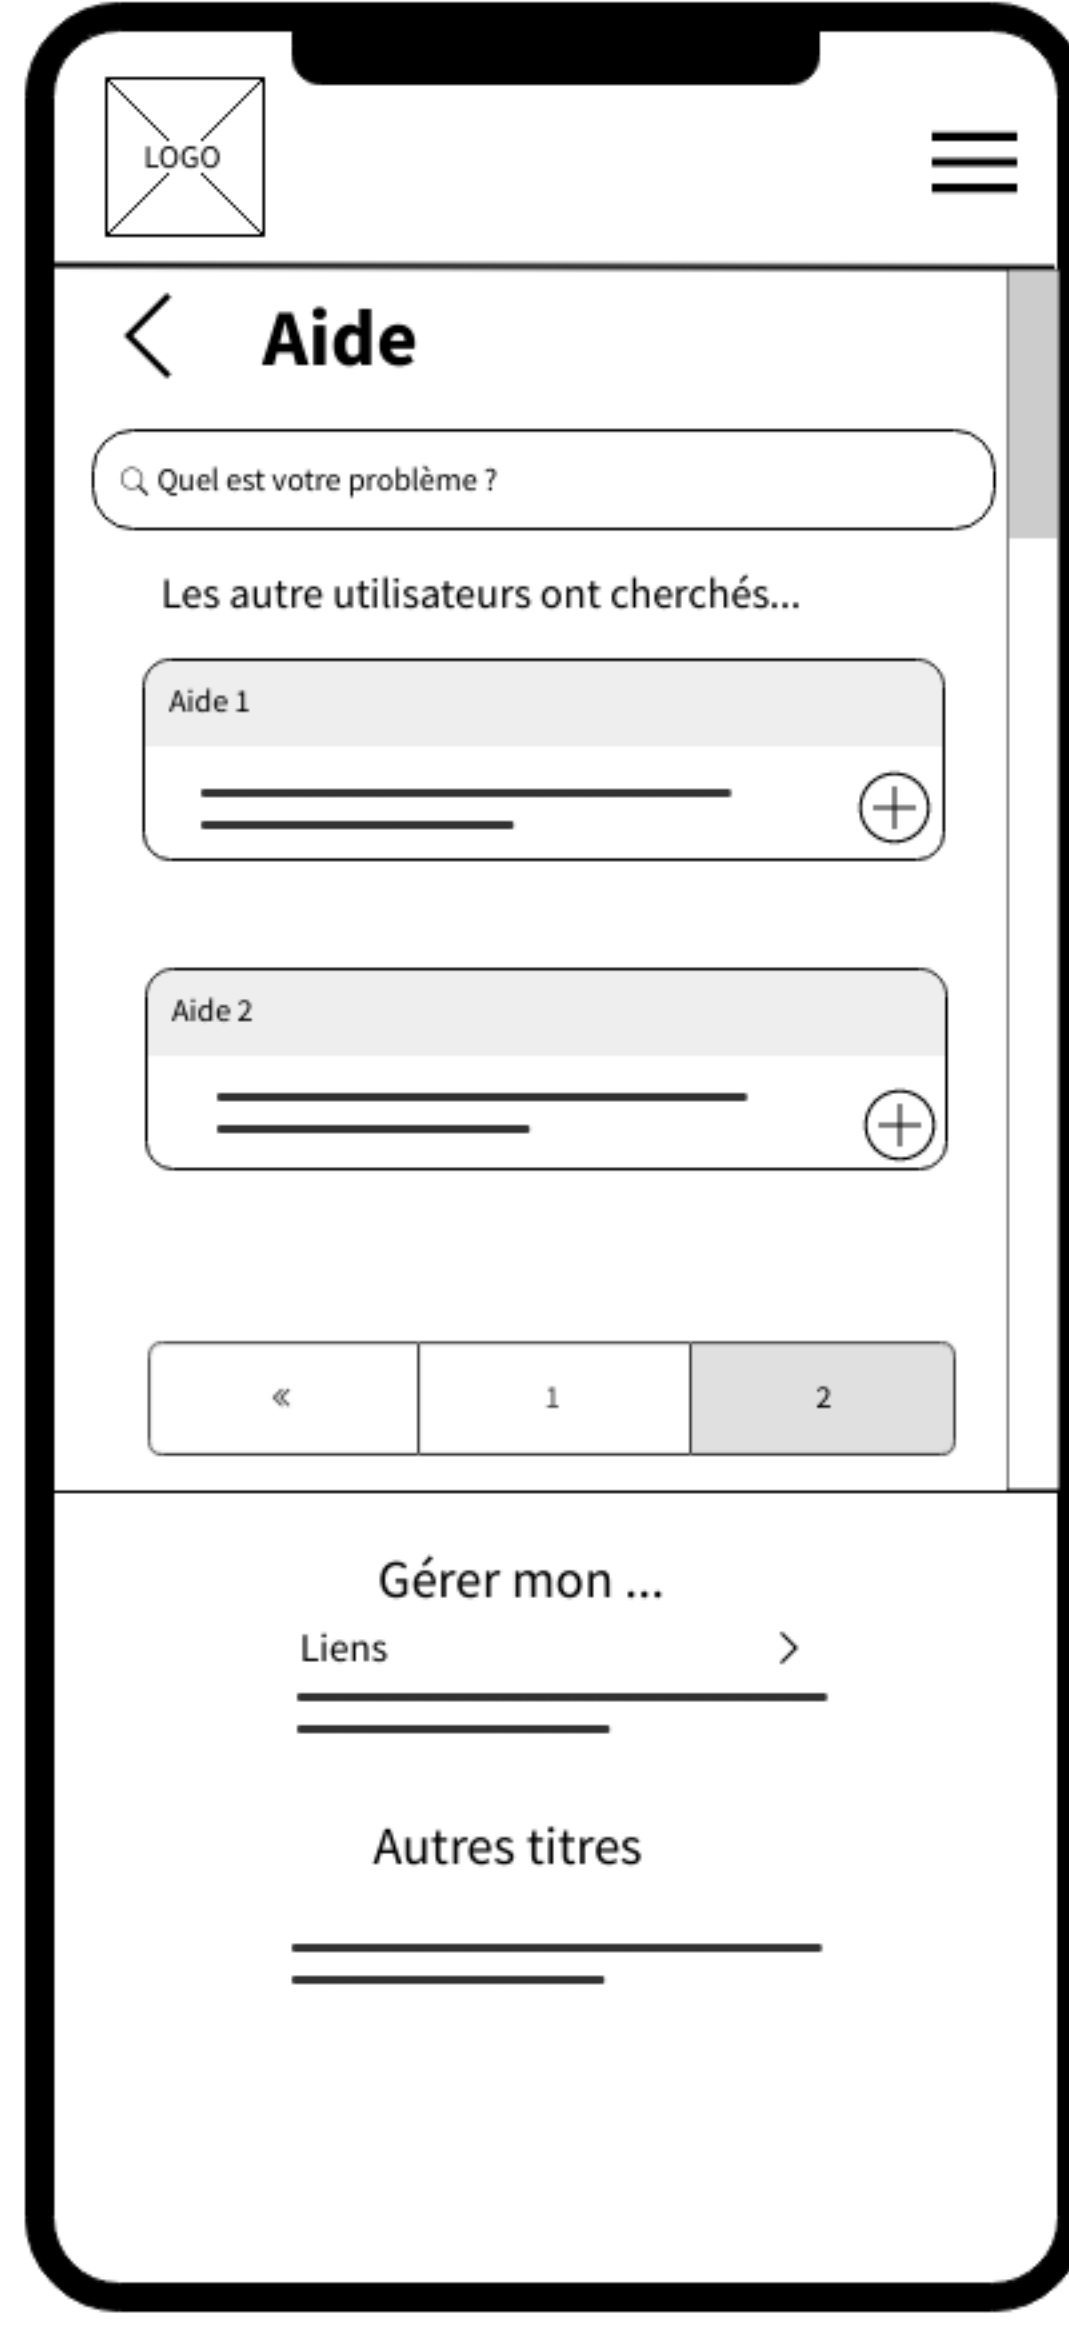 LOGO
Aide
Quel est votre problème ?
Les autre utilisateurs ont cherchés...
Aide 1
Aide 2
« 1 2
Gérer mon ...
Liens
Autres titres